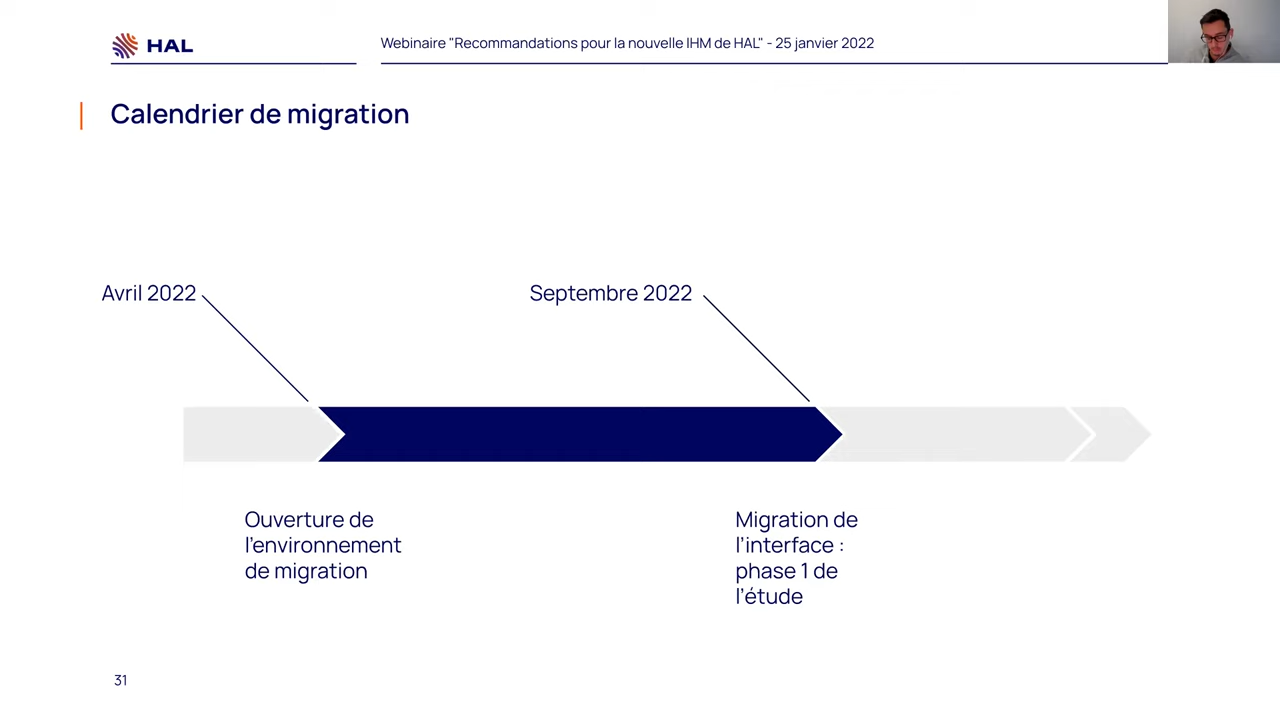 HAL
Webinaire "Recommandations pour la nouvelle IHM de HAL" - 25 janvier 2022
Calendrier de migration
Avril 2022
Septembre 2022
Ouverture de
l'environnement
de migration
Migration de
l'interface :
phase 1 de
l'étude
31